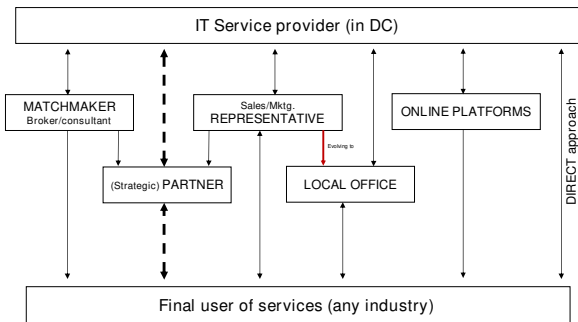 IT Service provider (in DC)
MATCHMAKER
Broker/consultant
Sales/Mktg.
REPRESENTATIVE
ONLINE PLATFORMS
Evolving to
(Strategic) PARTNER
LOCAL OFFICE
DIRECT approach
Final user of services (any industry)